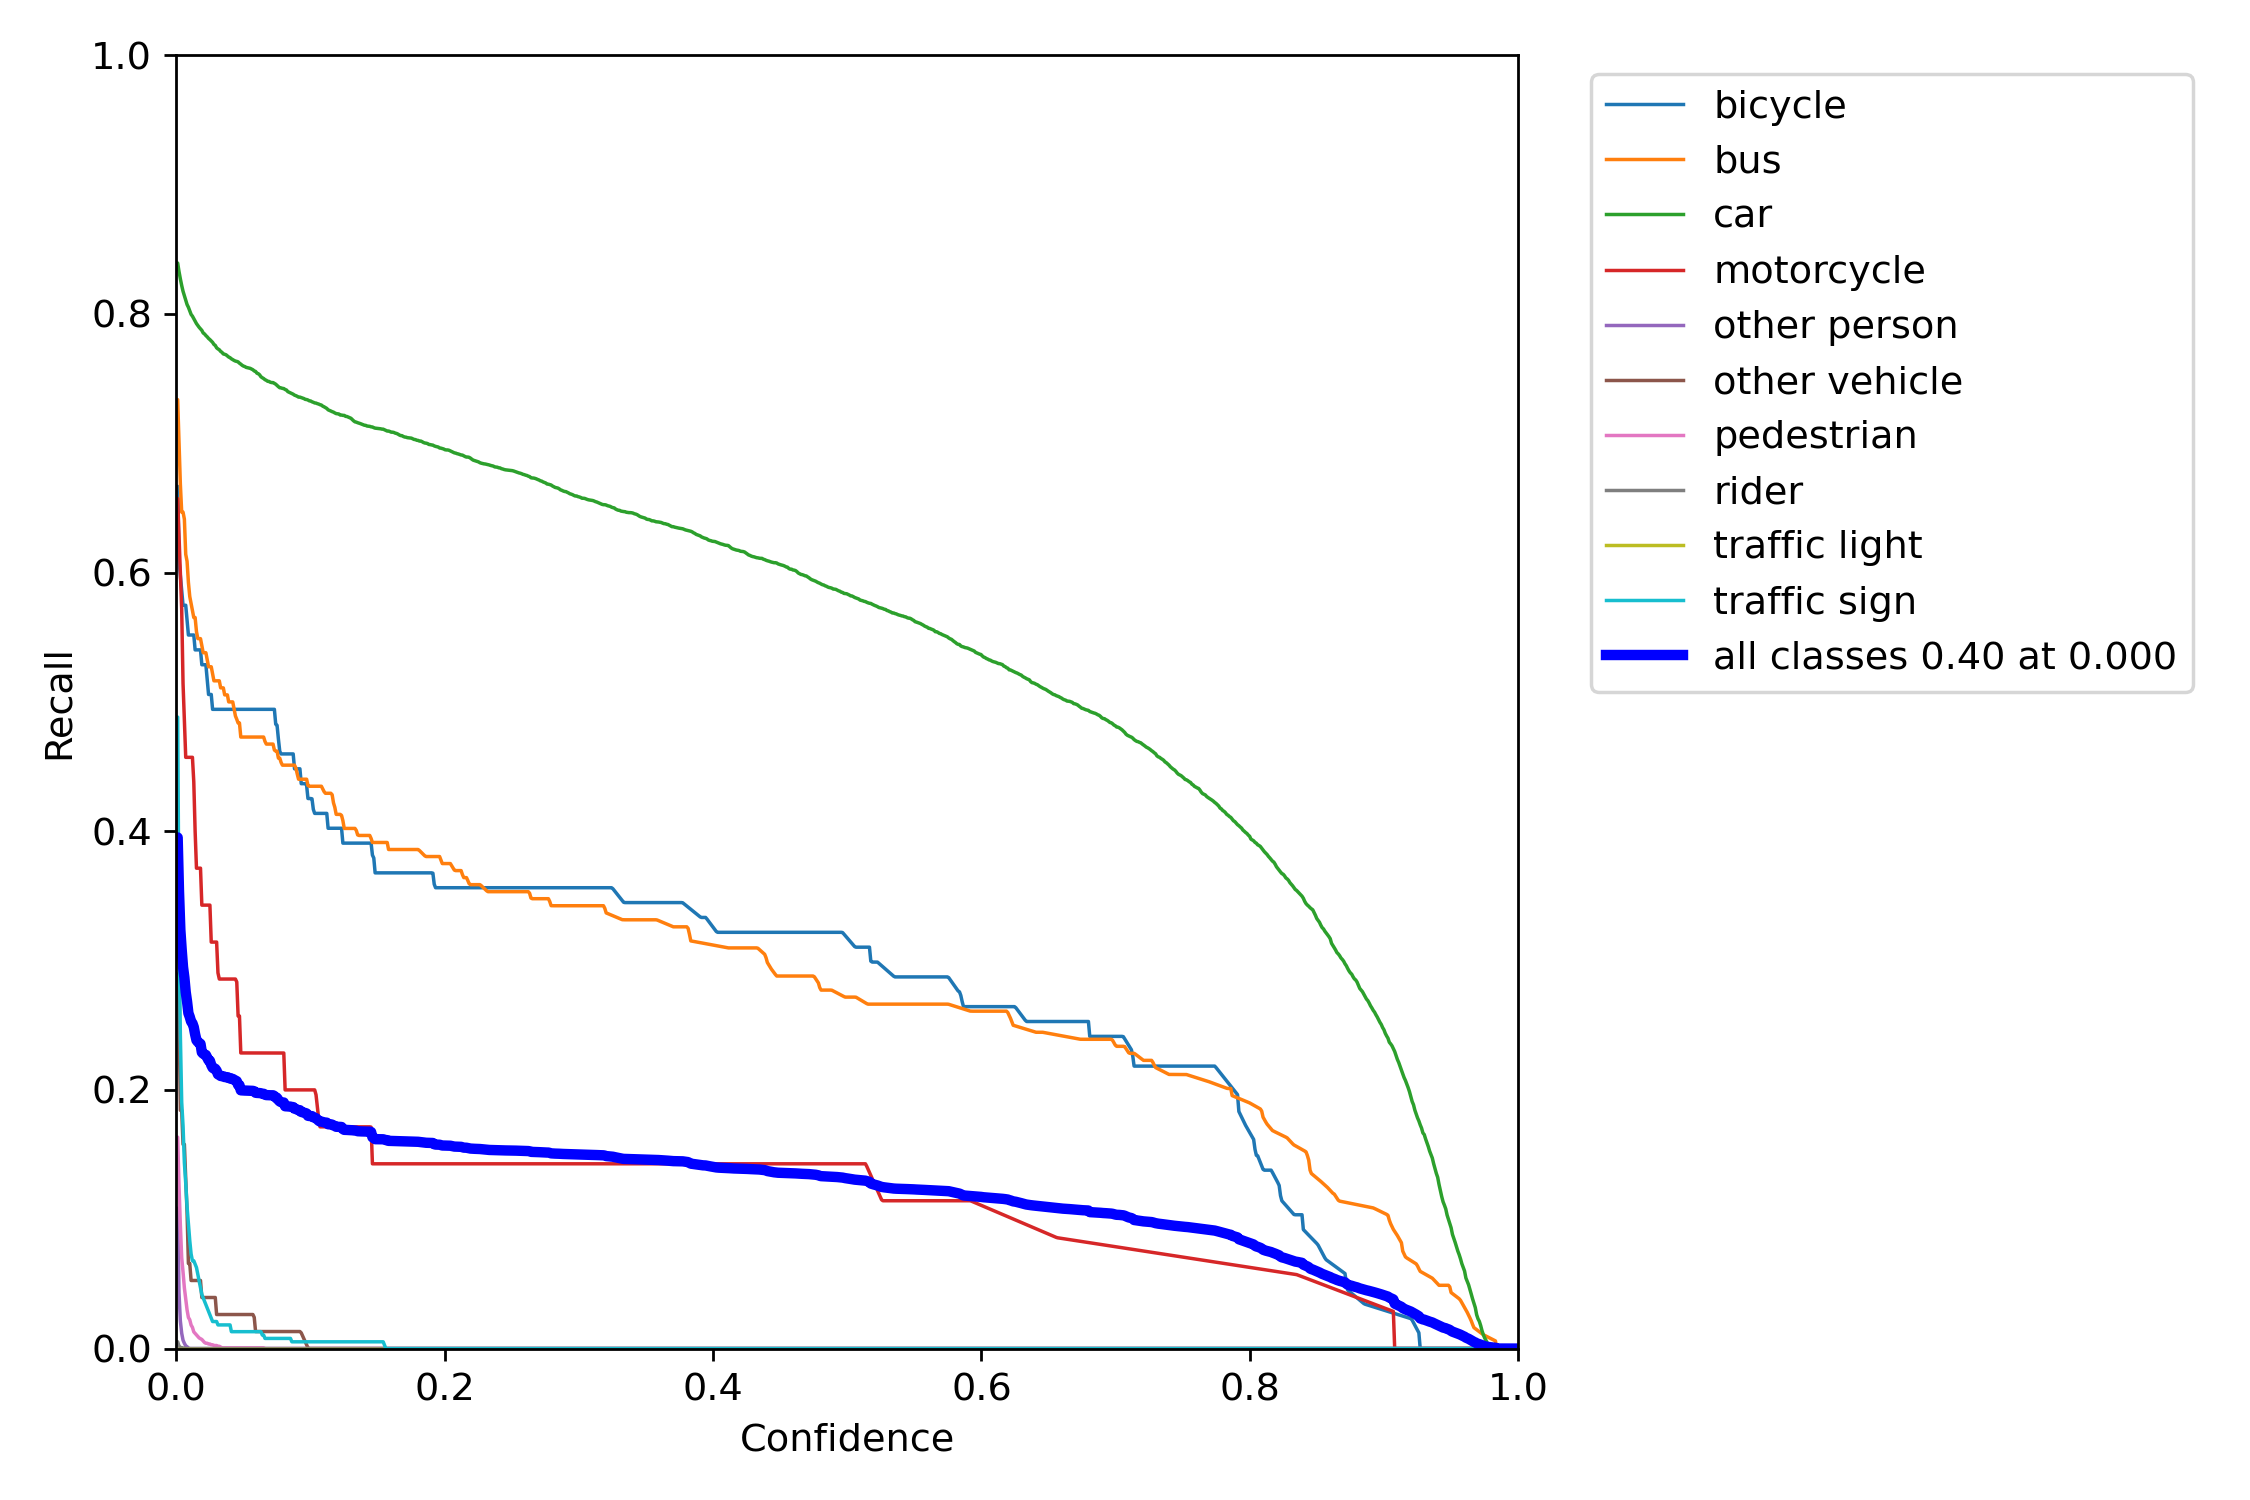 1.0
0.8
0.6
0.4
0.2
0.0
Recall
0.0 0.2 0.4 0.6 0.8 1.0
Confidence
bicycle
bus
car
motorcycle
other person
other vehicle
pedestrian
rider
traffic light
traffic sign
all classes 0.40 at 0.000